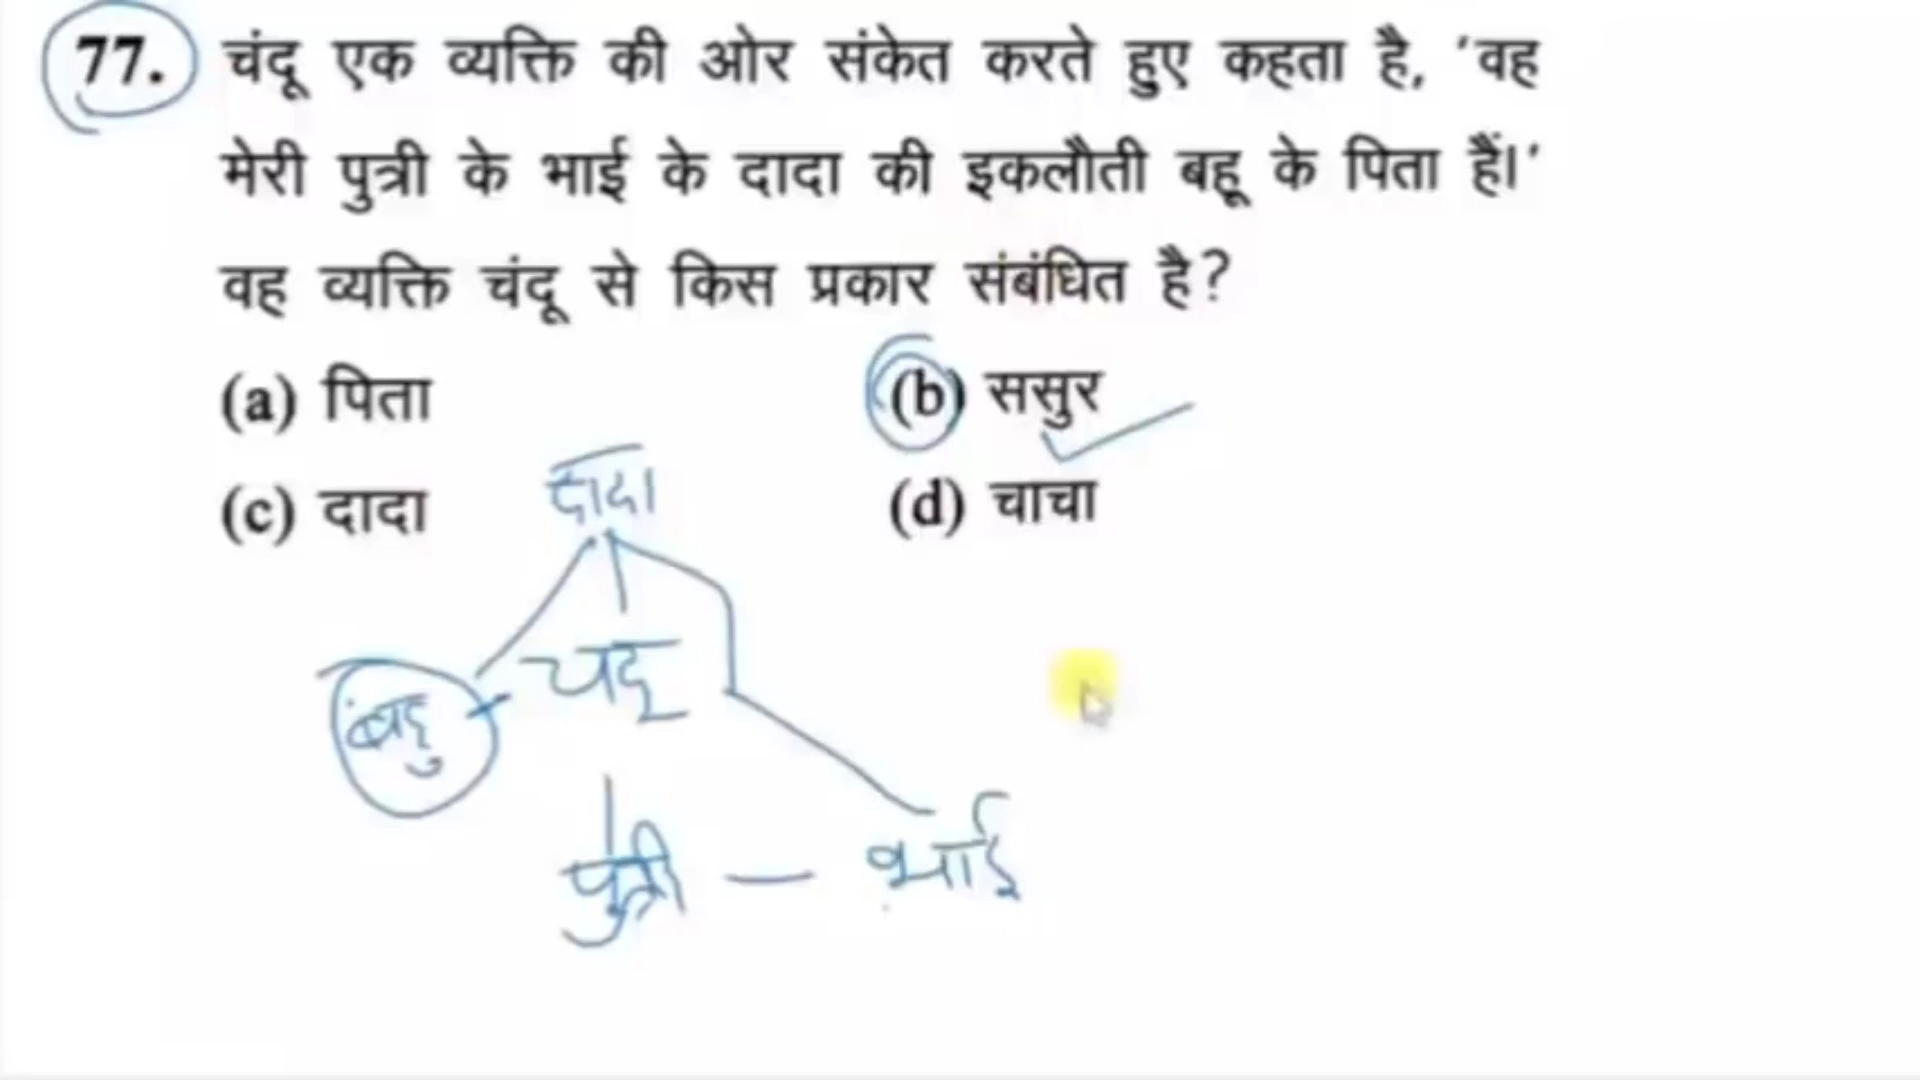 77. चंदू एक व्यक्ति की ओर संकेत करते हुए कहता है, 'वह
मेरी पुत्री के भाई के दादा की इकलौती बहू के पिता हैं।'
वह व्यक्ति चंदू से किस प्रकार संबंधित है?
(a) पिता (b) ससुर
(c) दादा (d) चाचा
दादा
बहु चंदू
पुत्री — भाई